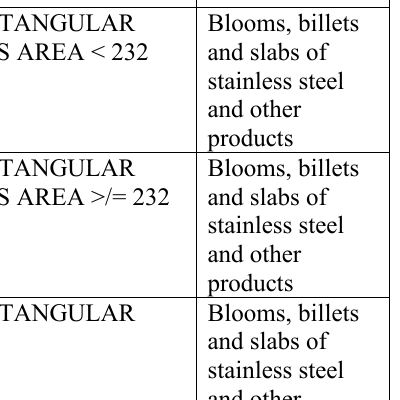 TANGULAR
S AREA < 232
Blooms, billets
and slabs of
stainless steel
and other
products
TANGULAR
S AREA >/= 232
Blooms, billets
and slabs of
stainless steel
and other
products
TANGULAR
Blooms, billets
and slabs of
stainless steel
and other